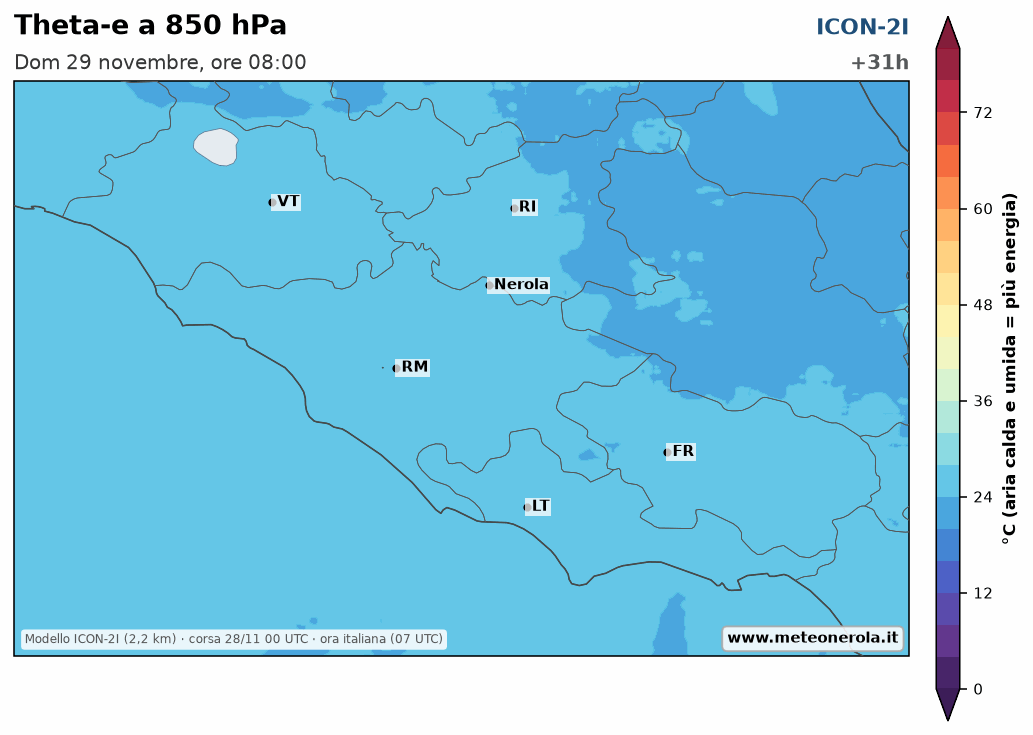 Theta-e a 850 hPa
ICON-2I
Dom 29 novembre, ore 08:00
+31h
72
60
48
36
24
12
0
°C (aria calda e umida = più energia)
VT
RI
Nerola
RM
FR
LT
Modello ICON-2I (2,2 km) · corsa 28/11 00 UTC · ora italiana (07 UTC)
www.meteonerola.it